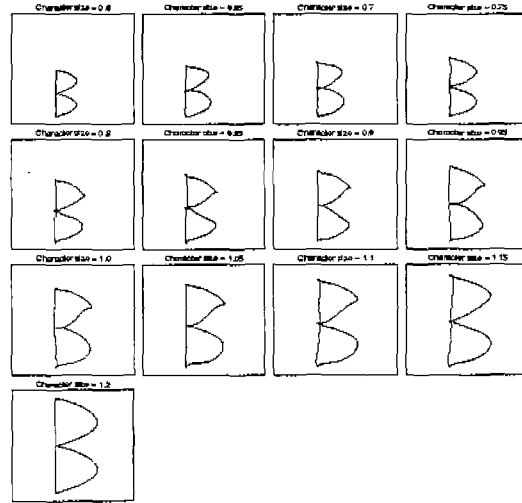 Character size = 0.6
Character size = 0.65
Character size = 0.7
Character size = 0.75
Character size = 0.8
Character size = 0.85
Character size = 0.9
Character size = 0.95
Character size = 1.0
Character size = 1.05
Character size = 1.1
Character size = 1.15
Character size = 1.2